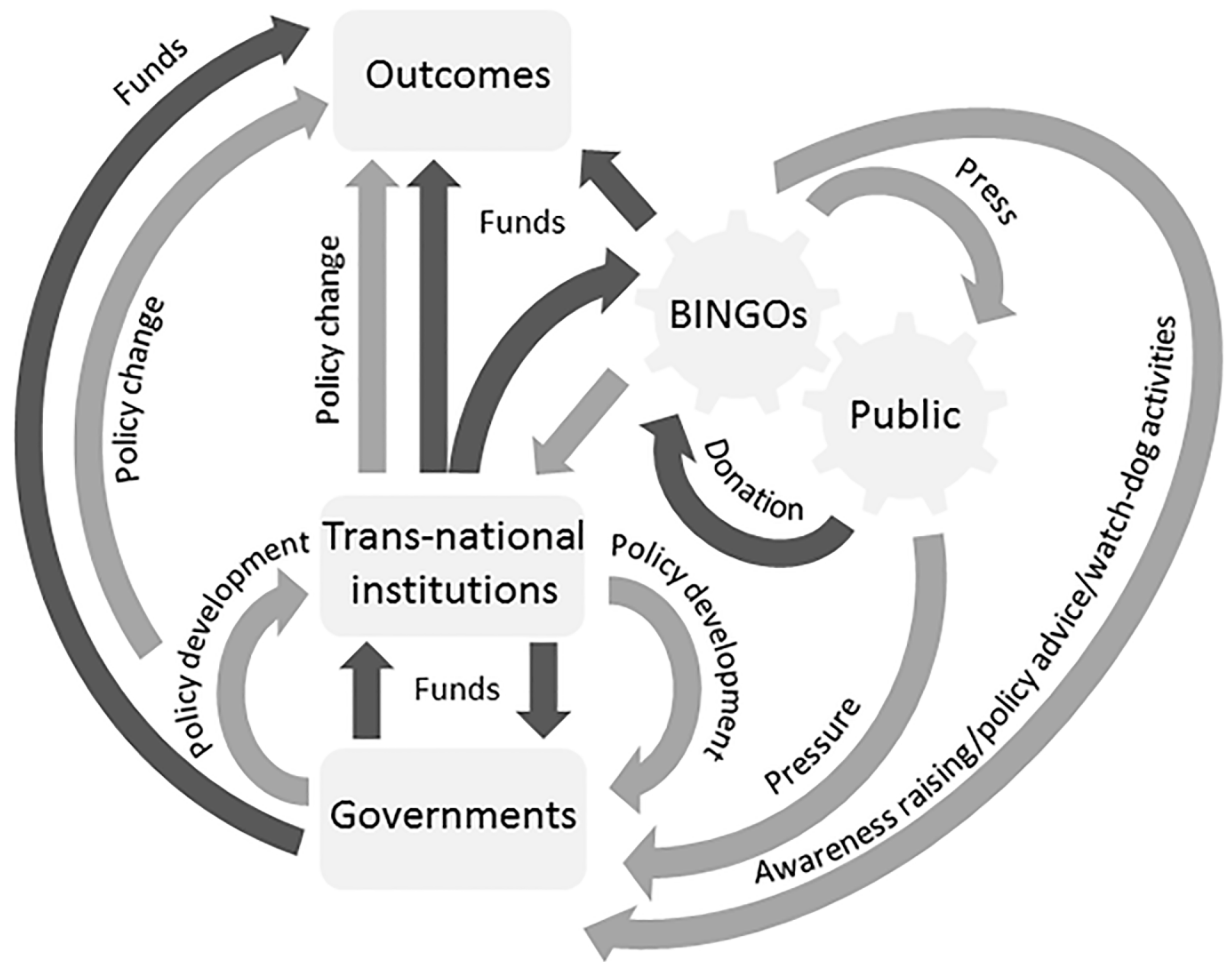 Funds
Outcomes
Press
Funds
Policy change
Policy change
BINGOs
Public
Donation
Trans-national
institutions
Policy development
Policy development
Funds
Governments
Pressure
Awareness raising/policy advice/watch-dog activities